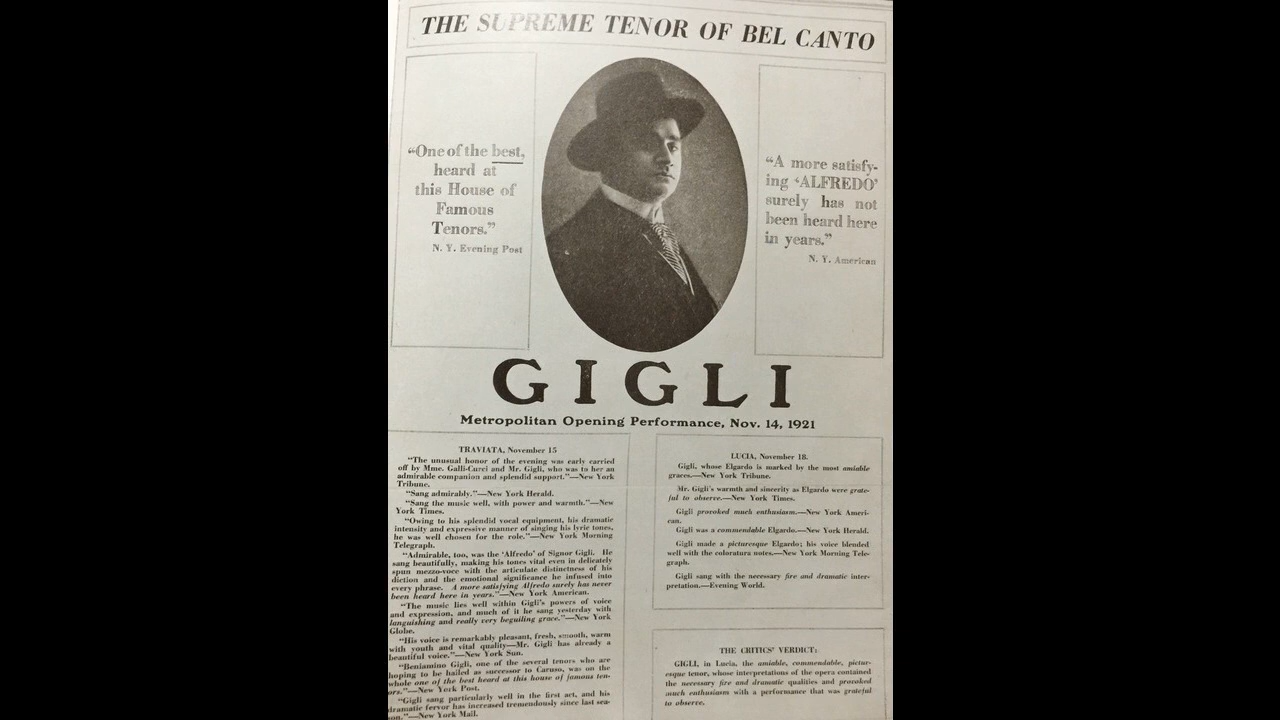 THE SUPREME TENOR OF BEL CANTO
“One of the best,
heard at
this House of
Famous
Tenors.”
N. Y. Evening Post
“A more satisfy-
ing ‘ALFREDO’
surely has not
been heard here
in years.”
N. Y. American
GIGLI
Metropolitan Opening Performance, Nov. 14, 1921
TRAVIATA, November 15
“The unusual honor of the evening was early carried
off by Mme. Galli-Curci and Mr. Gigli, who was to her an
admirable companion and splendid support.”—New York
Tribune.
“Sang admirably.”—New York Herald.
“Sang the music well, with power and warmth.”—New
York Times.
“Owing to his splendid vocal equipment, his dramatic
intensity and expressive manner of singing his lyric tones,
he was well chosen for the role.”—New York Morning
Telegraph.
“Admirable, too, was the ‘Alfredo’ of Signor Gigli. He
sang beautifully, making his tones vital even in delicately
spun mezzo-voce with the articulate distinctness of his
diction and the emotional significance he infused into
every phrase. A more satisfying Alfredo surely has never
been heard here in years.”—New York American.
“The music lies well within Gigli’s powers of voice
and expression, and much of it he sang yesterday with
languishing and really very beguiling grace.”—New York
Globe.
“His voice is remarkably pleasant, fresh, smooth, warm
with youth and vital quality—Mr. Gigli has already a
beautiful voice.”—New York Sun.
“Beniamino Gigli, one of the several tenors who are
hoping to be hailed as successor to Caruso, was on the
whole one of the best heard at this house of famous ten-
ors.”—New York Post.
“Gigli sang particularly well in the first act, and his
dramatic fervor has increased tremendously since last sea-
son.”—New York Mail.
LUCIA, November 18.
Gigli, whose Elgardo is marked by the most amiable
graces.—New York Tribune.
Mr. Gigli’s warmth and sincerity as Elgardo were grate-
ful to observe.—New York Times.
Gigli provoked much enthusiasm.—New York Ameri-
can.
Gigli was a commendable Elgardo.—New York Herald.
Gigli made a picturesque Elgardo; his voice blended
well with the coloratura notes.—New York Morning Tele-
graph.
Gigli sang with the necessary fire and dramatic inter-
pretation.—Evening World.
THE CRITICS’ VERDICT:
GIGLI, in Lucia, the amiable, commendable, pictur-
esque tenor, whose interpretations of the opera contained
the necessary fire and dramatic qualities and provoked
much enthusiasm with a performance that was grateful
to observe.